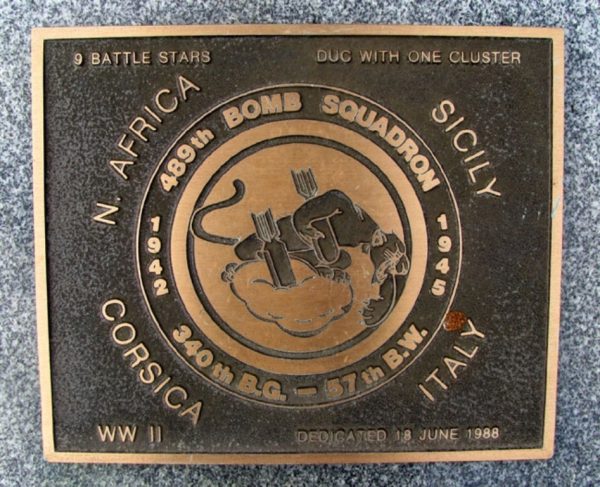 9 BATTLE STARS
DUC WITH ONE CLUSTER
N. AFRICA
SICILY
489th BOMB SQUADRON
1942
1945
340th B.G. – 57th B.W.
CORSICA
ITALY
WW II
DEDICATED 18 JUNE 1988